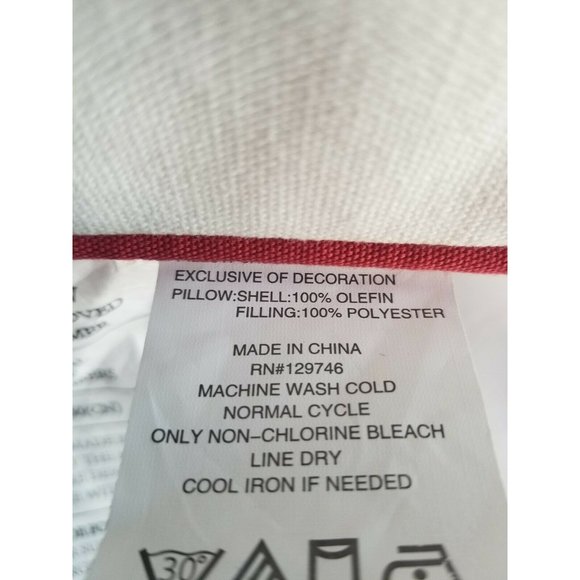 EXCLUSIVE OF DECORATION
PILLOW:SHELL:100% OLEFIN
FILLING:100% POLYESTER
MADE IN CHINA
RN#129746
MACHINE WASH COLD
NORMAL CYCLE
ONLY NON-CHLORINE BLEACH
LINE DRY
COOL IRON IF NEEDED
30°